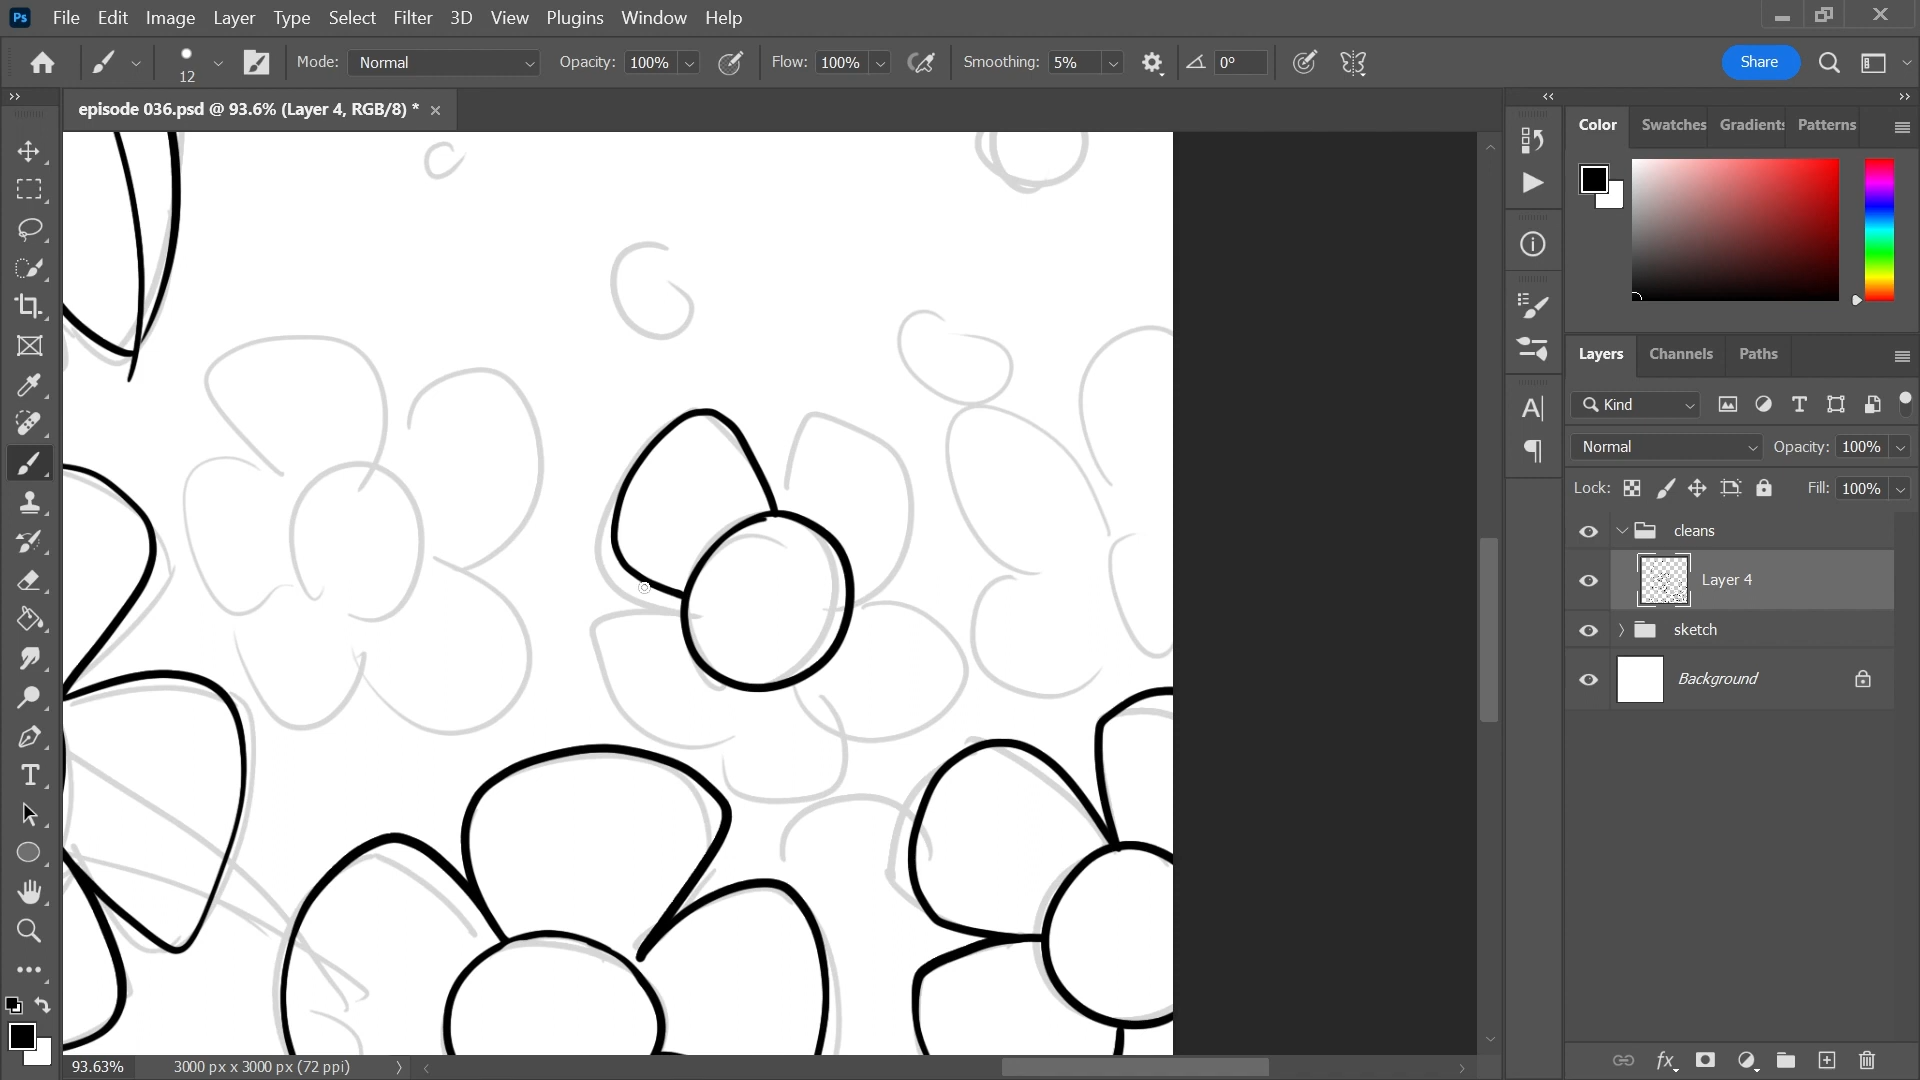 Ps File Edit Image Layer Type Select Filter 3D View Plugins Window Help
12 Mode: Normal Opacity: 100% Flow: 100% Smoothing: 5% 0° Share
episode 036.psd @ 93.6% (Layer 4, RGB/8) *
Color Swatches Gradients Patterns
Layers Channels Paths
Kind
Normal Opacity: 100%
Lock: Fill: 100%
cleans
Layer 4
sketch
Background
93.63% 3000 px x 3000 px (72 ppi)